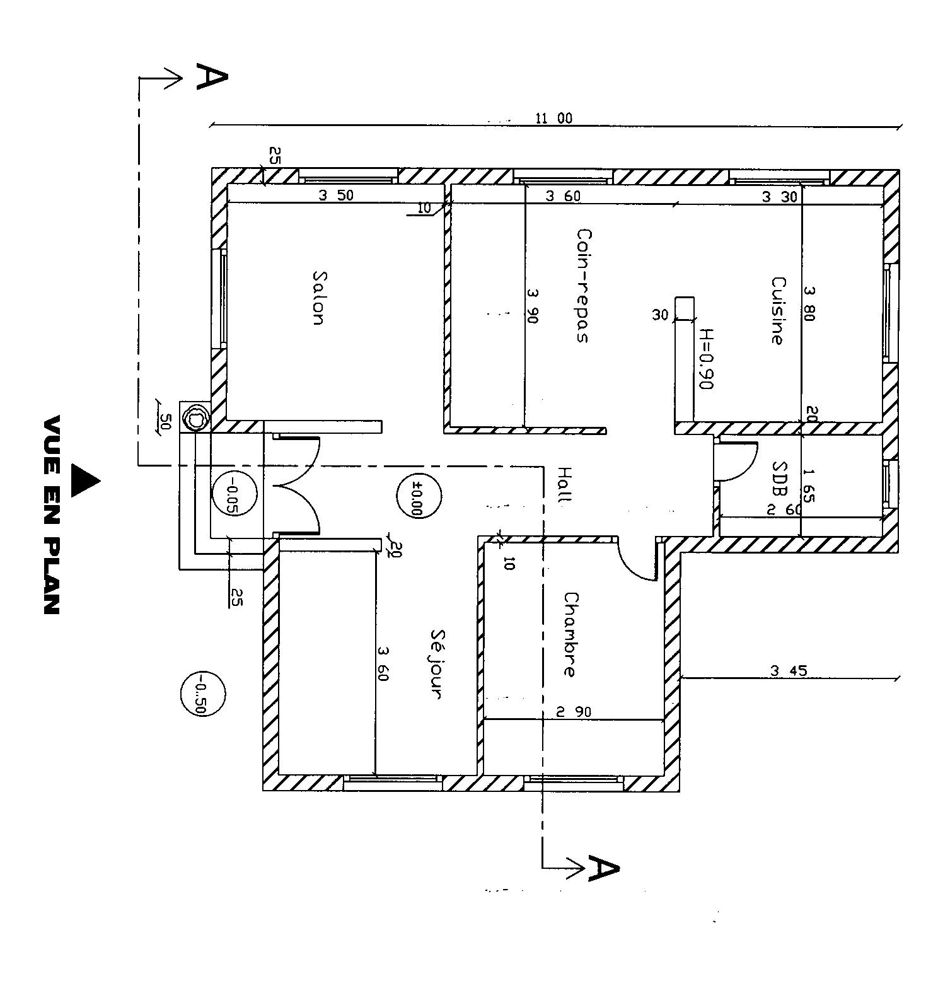 A
11 00
25
3 50
10
3 60
3 30
Salon
Coin-repas
3 90
Cuisine
3 80
30
H=0.90
20
50
-0.05
±0.00
Hall
SDB
1 65
2 60
20
10
25
Séjour
3 60
Chambre
2 90
3 45
-0.50
A
VUE EN PLAN